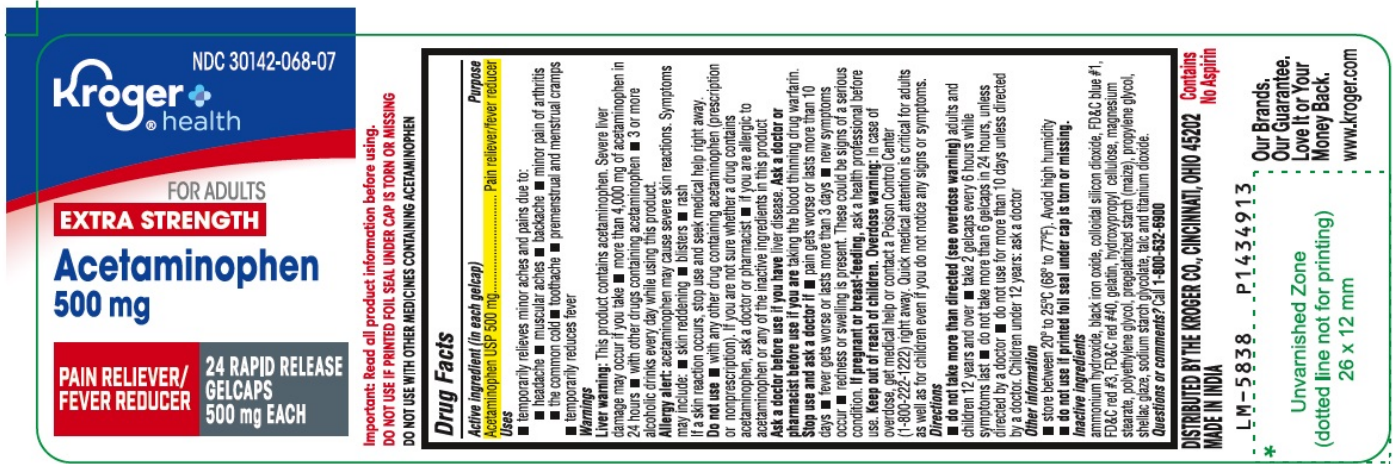 NDC 30142-068-07
Kroger
® health
FOR ADULTS
EXTRA STRENGTH
Acetaminophen
500 mg
PAIN RELIEVER/
FEVER REDUCER
24 RAPID RELEASE
GELCAPS
500 mg EACH
Important: Read all product information before using.
DO NOT USE IF PRINTED FOIL SEAL UNDER CAP IS TORN OR MISSING
DO NOT USE WITH OTHER MEDICINES CONTAINING ACETAMINOPHEN
Drug Facts
Active ingredient (in each gelcap) Purpose
Acetaminophen USP 500 mg.......................... Pain reliever/fever reducer
Uses
■ temporarily relieves minor aches and pains due to:
■ headache ■ muscular aches ■ backache ■ minor pain of arthritis
■ the common cold ■ toothache ■ premenstrual and menstrual cramps
■ temporarily reduces fever
Warnings
Liver warning: This product contains acetaminophen. Severe liver
damage may occur if you take ■ more than 4,000 mg of acetaminophen in
24 hours ■ with other drugs containing acetaminophen ■ 3 or more
alcoholic drinks every day while using this product.
Allergy alert: acetaminophen may cause severe skin reactions. Symptoms
may include: ■ skin reddening ■ blisters ■ rash
If a skin reaction occurs, stop use and seek medical help right away.
Do not use ■ with any other drug containing acetaminophen (prescription
or nonprescription). If you are not sure whether a drug contains
acetaminophen, ask a doctor or pharmacist ■ if you are allergic to
acetaminophen or any of the inactive ingredients in this product
Ask a doctor before use if you have liver disease. Ask a doctor or
pharmacist before use if you are taking the blood thinning drug warfarin.
Stop use and ask a doctor if ■ pain gets worse or lasts more than 10
days ■ fever gets worse or lasts more than 3 days ■ new symptoms
occur ■ redness or swelling is present. These could be signs of a serious
condition. If pregnant or breast-feeding, ask a health professional before
use. Keep out of reach of children. Overdose warning: In case of
overdose, get medical help or contact a Poison Control Center
(1-800-222-1222) right away. Quick medical attention is critical for adults
as well as for children even if you do not notice any signs or symptoms.
Directions
■ do not take more than directed (see overdose warning) adults and
children 12 years and over ■ take 2 gelcaps every 6 hours while
symptoms last ■ do not take more than 6 gelcaps in 24 hours, unless
directed by a doctor ■ do not use for more than 10 days unless directed
by a doctor. Children under 12 years: ask a doctor
Other information
■ store between 20º to 25ºC (68º to 77ºF). Avoid high humidity
■ do not use if printed foil seal under cap is torn or missing.
Inactive ingredients
ammonium hydroxide, black iron oxide, colloidal silicon dioxide, FD&C blue #1,
FD&C red #3, FD&C red #40, gelatin, hydroxypropyl cellulose, magnesium
stearate, polyethylene glycol, pregelatinized starch (maize), propylene glycol,
shellac glaze, sodium starch glycolate, talc and titanium dioxide.
Questions or comments? Call 1-800-632-6900
DISTRIBUTED BY THE KROGER CO., CINCINNATI, OHIO 45202
MADE IN INDIA
Contains
No Aspirin
LM-5838 P1434913
Our Brands.
Our Guarantee.
Love It or Your
Money Back.
www.kroger.com
*
Unvarnished Zone
(dotted line not for printing)
26 x 12 mm